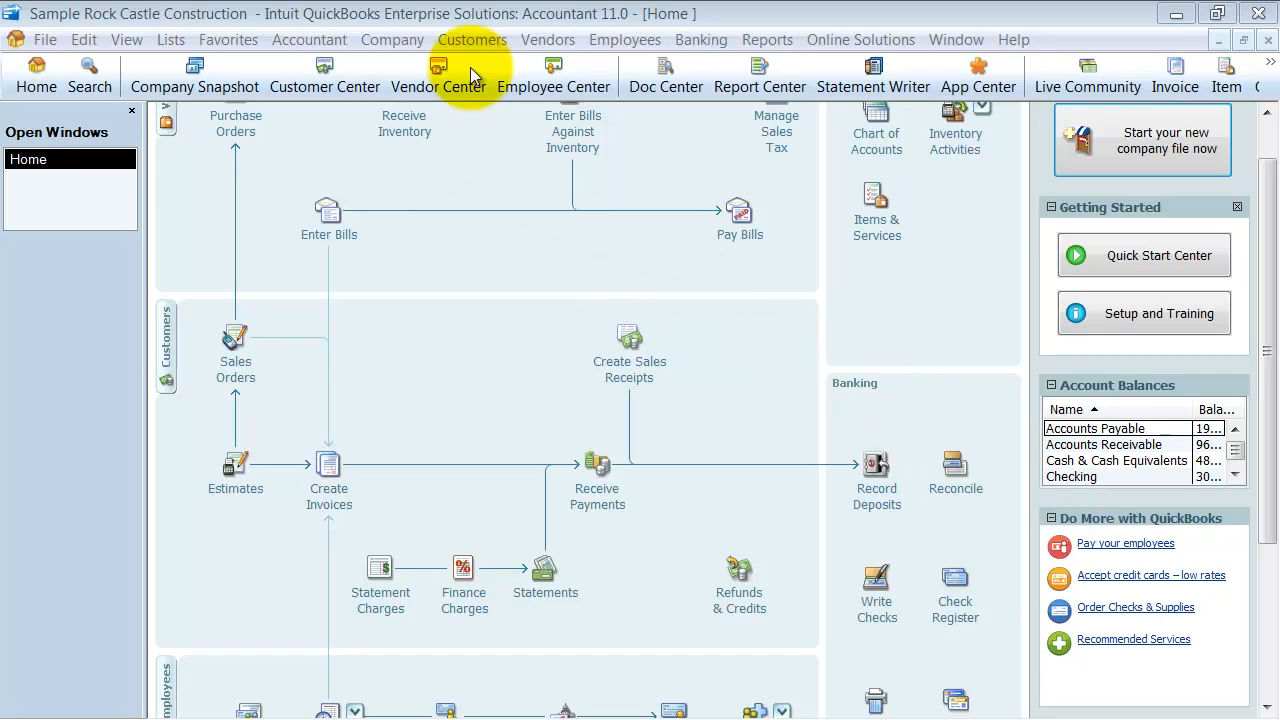 Sample Rock Castle Construction - Intuit QuickBooks Enterprise Solutions: Accountant 11.0 - [Home ]
File Edit View Lists Favorites Accountant Company Customers Vendors Employees Banking Reports Online Solutions Window Help
Home Search Company Snapshot Customer Center Vendor Center Employee Center Doc Center Report Center Statement Writer App Center Live Community Invoice Item
Open Windows
Home
Purchase
Orders
Receive
Inventory
Enter Bills
Against
Inventory
Manage
Sales
Tax
Enter Bills
Pay Bills
Customers
Sales
Orders
Create Sales
Receipts
Estimates
Create
Invoices
Receive
Payments
Statement
Charges
Finance
Charges
Statements
Refunds
& Credits
Chart of
Accounts
Inventory
Activities
Items &
Services
Banking
Record
Deposits
Reconcile
Write
Checks
Check
Register
Start your new
company file now
Getting Started
Quick Start Center
Setup and Training
Account Balances
Name Bala...
Accounts Payable 19...
Accounts Receivable 96...
Cash & Cash Equivalents 48...
Checking 30...
Do More with QuickBooks
Pay your employees
Accept credit cards – low rates
Order Checks & Supplies
Recommended Services